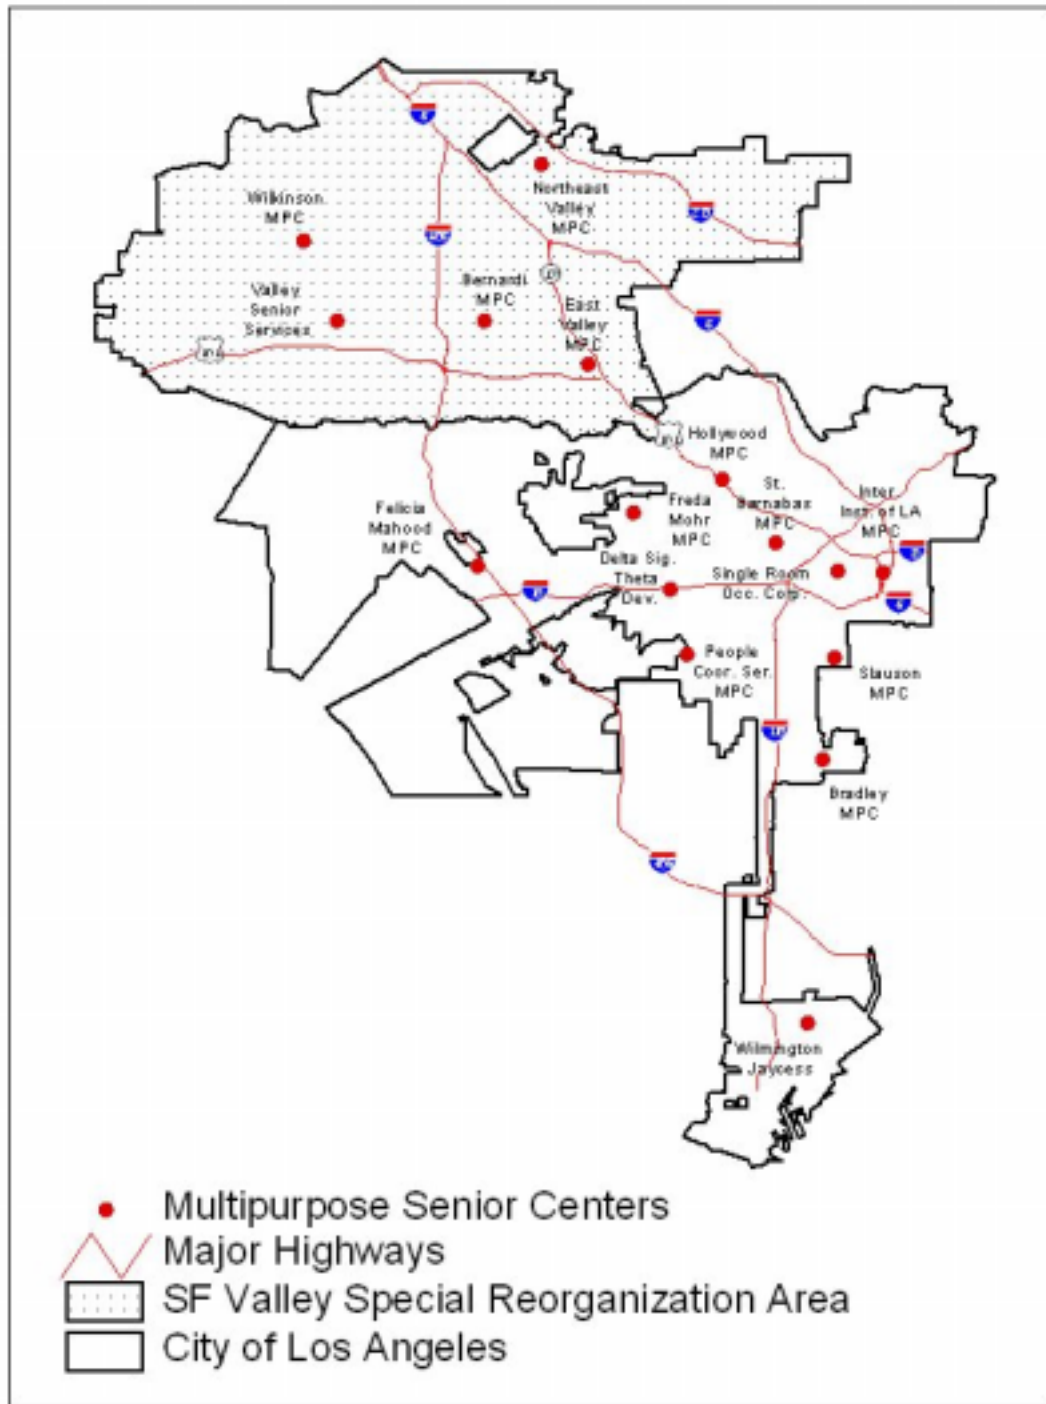 Wilkinson
MPC
Northeast
Valley
MPC
Valley
Senior
Services
Bernardi
MPC
East
Valley
MPC
Hollywood
MPC
St.
Barnabas
MPC
Inter.
Inst. of LA
MPC
Felicia
Mahood
MPC
Freda
Mohr
MPC
Delta Sig.
Theta
Dev.
Single Room
Occ. Corp.
People
Coor. Ser.
MPC
Slauson
MPC
Bradley
MPC
Wilmington
Jaycess
Multipurpose Senior Centers
Major Highways
SF Valley Special Reorganization Area
City of Los Angeles